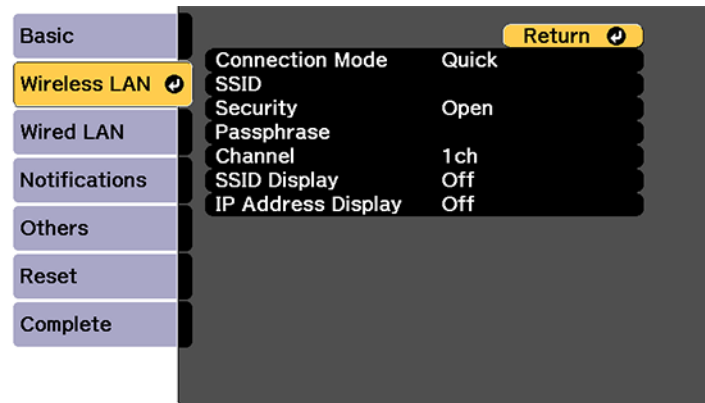 Basic
Wireless LAN
Wired LAN
Notifications
Others
Reset
Complete
Return
Connection Mode Quick
SSID
Security Open
Passphrase
Channel 1ch
SSID Display Off
IP Address Display Off